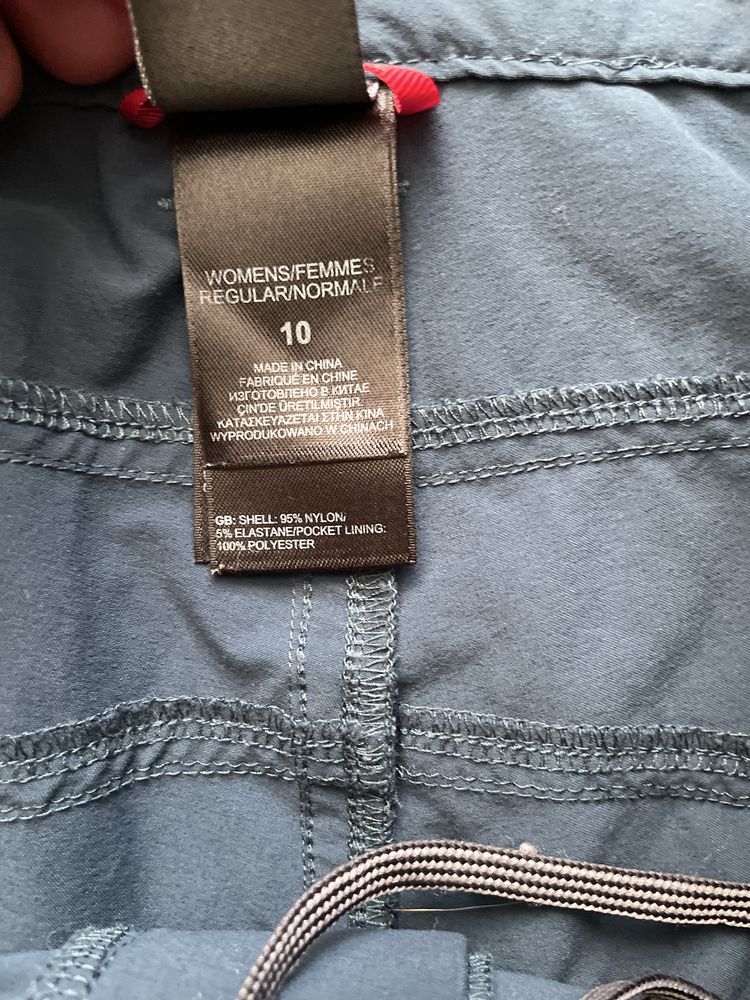 WOMENS/FEMMES
REGULAR/NORMALE
10
MADE IN CHINA
FABRIQUÉ EN CHINE
ИЗГОТОВЛЕНО В КИТАЕ
ÇIN'DE ÜRETILMISTIR.
ΚΑΤΑΣΚΕΥΑΖΕΤΑΙ ΣΤΗΝ ΚΙΝΑ
WYPRODUKOWANO W CHINACH
GB: SHELL: 95% NYLON/
5% ELASTANE/POCKET LINING:
100% POLYESTER